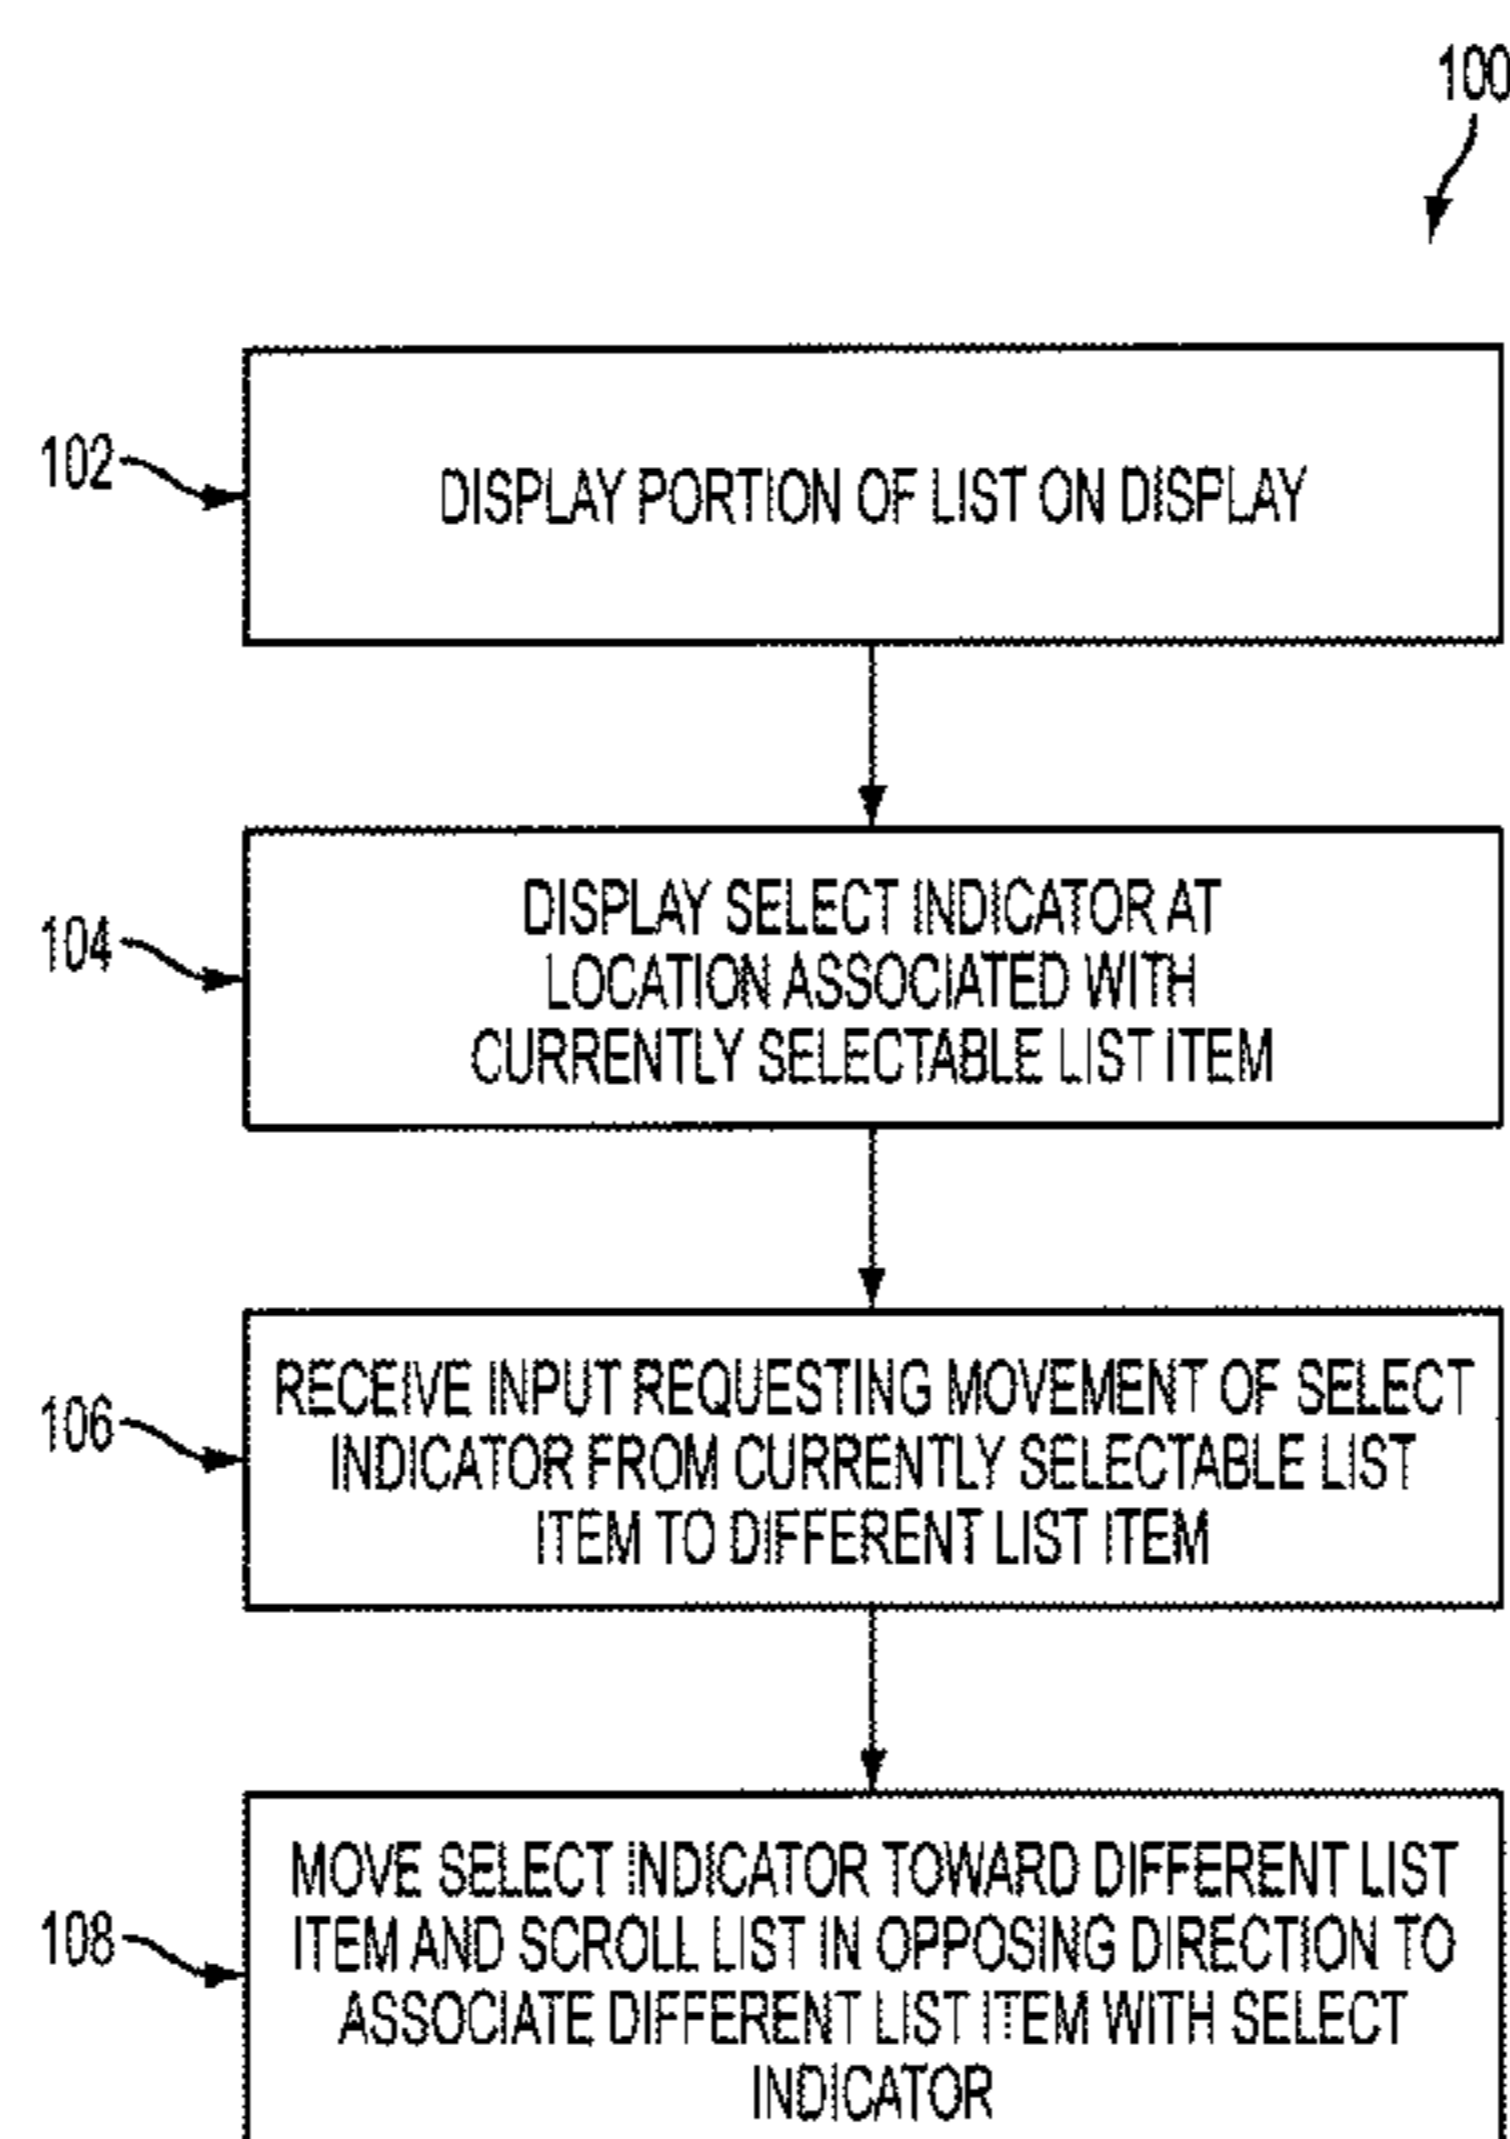 100
102
DISPLAY PORTION OF LIST ON DISPLAY
104
DISPLAY SELECT INDICATOR AT
LOCATION ASSOCIATED WITH
CURRENTLY SELECTABLE LIST ITEM
106
RECEIVE INPUT REQUESTING MOVEMENT OF SELECT
INDICATOR FROM CURRENTLY SELECTABLE LIST
ITEM TO DIFFERENT LIST ITEM
108
MOVE SELECT INDICATOR TOWARD DIFFERENT LIST
ITEM AND SCROLL LIST IN OPPOSING DIRECTION TO
ASSOCIATE DIFFERENT LIST ITEM WITH SELECT
INDICATOR